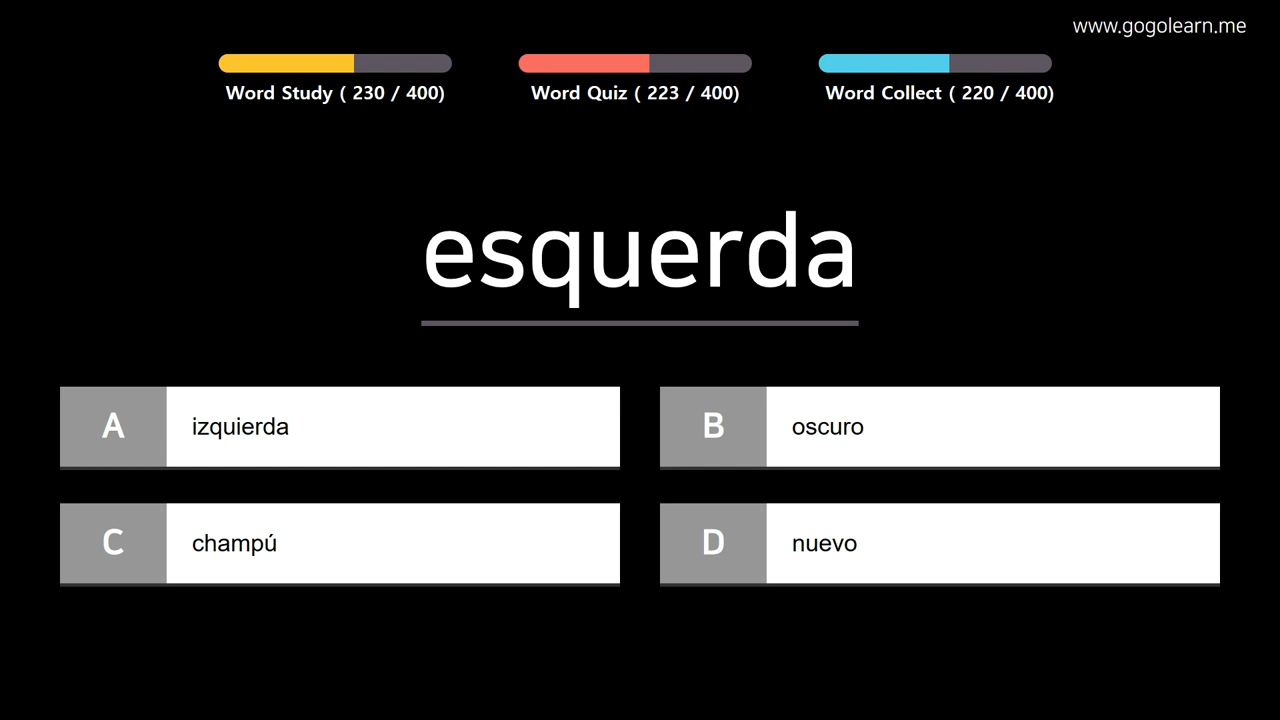 www.gogolearn.me
Word Study ( 230 / 400)
Word Quiz ( 223 / 400)
Word Collect ( 220 / 400)
esquerda
A izquierda
B oscuro
C champú
D nuevo